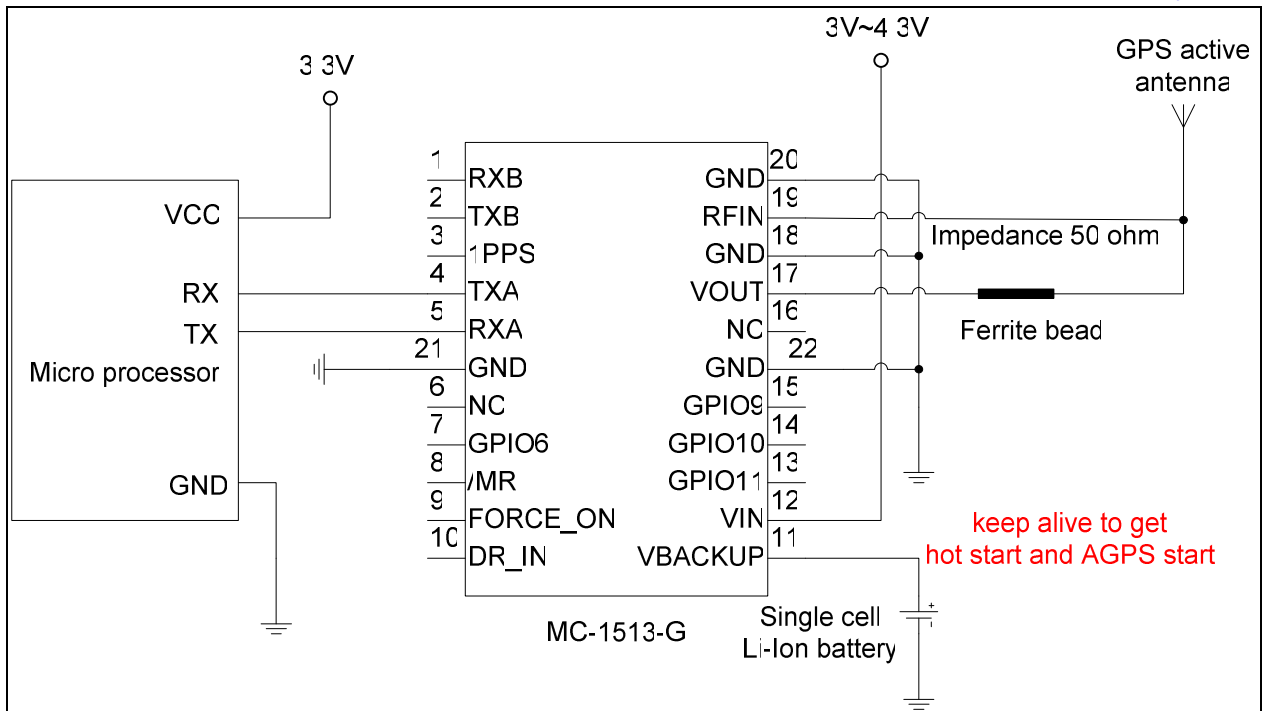 3V~4 3V
3 3V
GPS active
antenna
1
RXB
GND
20
2
VCC
TXB
RFIN
19
3
1PPS
GND
18
Impedance 50 ohm
4
RX
TXA
VOUT
17
5
TX
RXA
NC
16
Ferrite bead
21
Micro processor
GND
GND
22
6
NC
GPIO9
15
7
GPIO6
GPIO10
14
8
GND
/MR
GPIO11
13
9
FORCE_ON
VIN
12
10
DR_IN
VBACKUP
11
keep alive to get
hot start and AGPS start
MC-1513-G
Single cell
Li-Ion battery
+
-